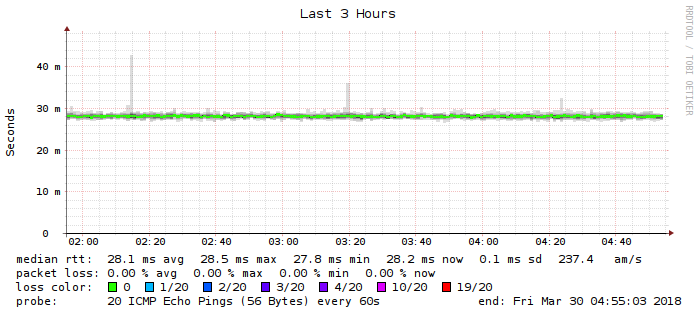 Last 3 Hours
RRDTOOL / TOBI OETIKER
Seconds
40 m
30 m
20 m
10 m
0
02:00 02:20 02:40 03:00 03:20 03:40 04:00 04:20 04:40
median rtt: 28.1 ms avg 28.5 ms max 27.8 ms min 28.2 ms now 0.1 ms sd 237.4 am/s
packet loss: 0.00 % avg 0.00 % max 0.00 % min 0.00 % now
loss color: 0 1/20 2/20 3/20 4/20 10/20 19/20
probe: 20 ICMP Echo Pings (56 Bytes) every 60s end: Fri Mar 30 04:55:03 2018